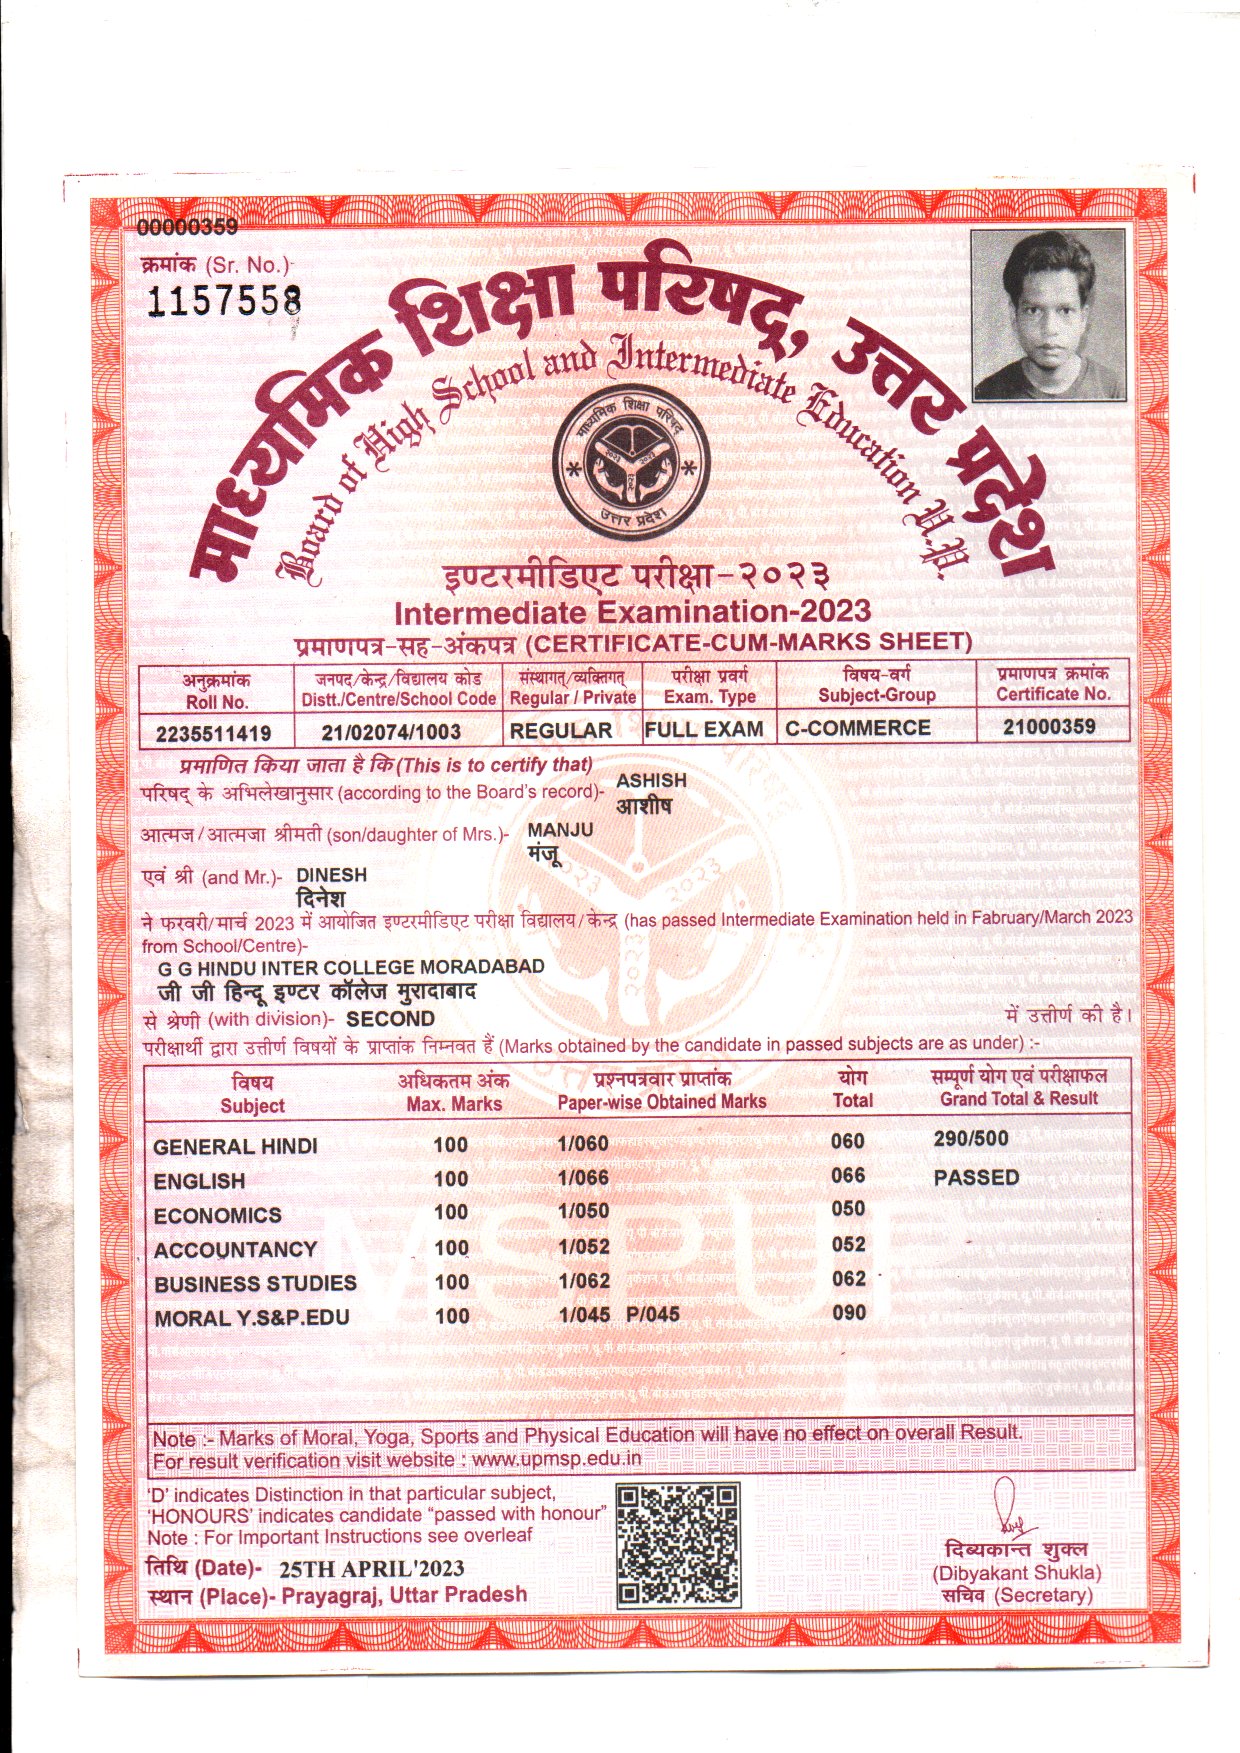 00000359
क्रमांक (Sr. No.)-
1157558
माध्यमिक शिक्षा परिषद्, उत्तर प्रदेश
Board of High School and Intermediate Education U.P.
माध्यमिक शिक्षा परिषद्
२०२३ २०२३
२०२३
उत्तर प्रदेश
इण्टरमीडिएट परीक्षा-२०२३
Intermediate Examination-2023
प्रमाणपत्र-सह-अंकपत्र (CERTIFICATE-CUM-MARKS SHEET)
अनुक्रमांक जनपद/केन्द्र/विद्यालय कोड संस्थागत्/व्यक्तिगत् परीक्षा प्रवर्ग विषय-वर्ग प्रमाणपत्र क्रमांक
Roll No. Distt./Centre/School Code Regular / Private Exam. Type Subject-Group Certificate No.
2235511419 21/02074/1003 REGULAR FULL EXAM C-COMMERCE 21000359
प्रमाणित किया जाता है कि (This is to certify that)
परिषद् के अभिलेखानुसार (according to the Board's record)- ASHISH
आशीष
आत्मज/आत्मजा श्रीमती (son/daughter of Mrs.)- MANJU
मंजू
एवं श्री (and Mr.)- DINESH
दिनेश
ने फरवरी/मार्च 2023 में आयोजित इण्टरमीडिएट परीक्षा विद्यालय/केन्द्र (has passed Intermediate Examination held in Fabruary/March 2023
from School/Centre)-
G G HINDU INTER COLLEGE MORADABAD
जी जी हिन्दू इण्टर कॉलेज मुरादाबाद
से श्रेणी (with division)- SECOND में उत्तीर्ण की है।
परीक्षार्थी द्वारा उत्तीर्ण विषयों के प्राप्तांक निम्नवत हैं (Marks obtained by the candidate in passed subjects are as under) :-
विषय अधिकतम अंक प्रश्नपत्रवार प्राप्तांक योग सम्पूर्ण योग एवं परीक्षाफल
Subject Max. Marks Paper-wise Obtained Marks Total Grand Total & Result
GENERAL HINDI 100 1/060 060 290/500
ENGLISH 100 1/066 066 PASSED
ECONOMICS 100 1/050 050
ACCOUNTANCY 100 1/052 052
BUSINESS STUDIES 100 1/062 062
MORAL Y.S&P.EDU 100 1/045 P/045 090
Note :- Marks of Moral, Yoga, Sports and Physical Education will have no effect on overall Result.
For result verification visit website : www.upmsp.edu.in
'D' indicates Distinction in that particular subject,
'HONOURS' indicates candidate "passed with honour"
Note : For Important Instructions see overleaf
तिथि (Date)- 25TH APRIL'2023
स्थान (Place)- Prayagraj, Uttar Pradesh
दिब्यकान्त शुक्ल
(Dibyakant Shukla)
सचिव (Secretary)